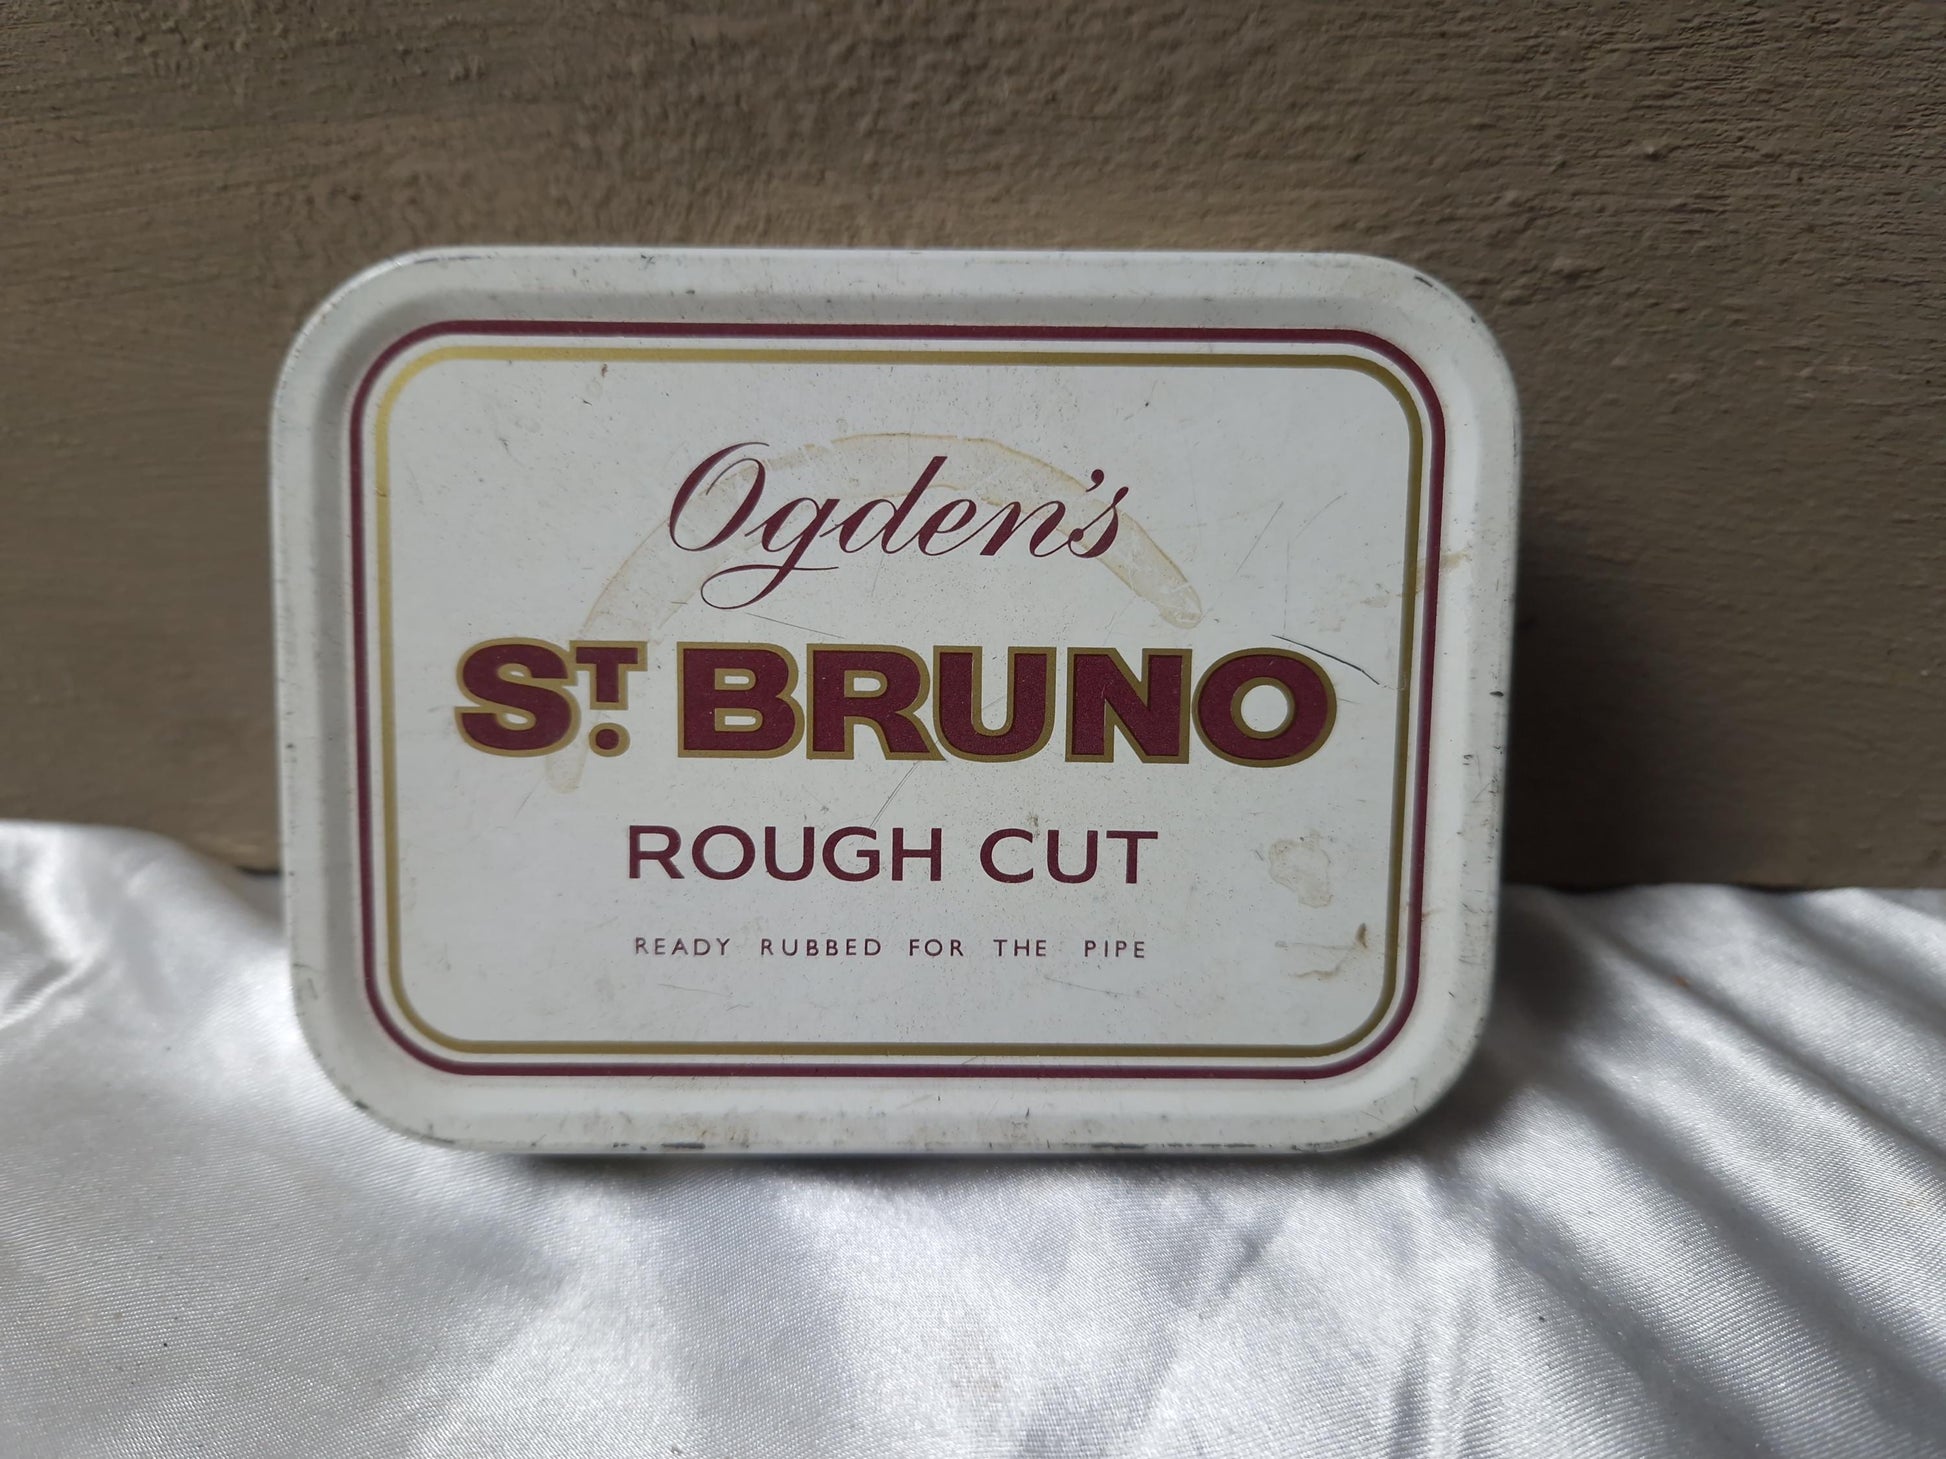 Ogden's
ST. BRUNO
ROUGH CUT
READY RUBBED FOR THE PIPE